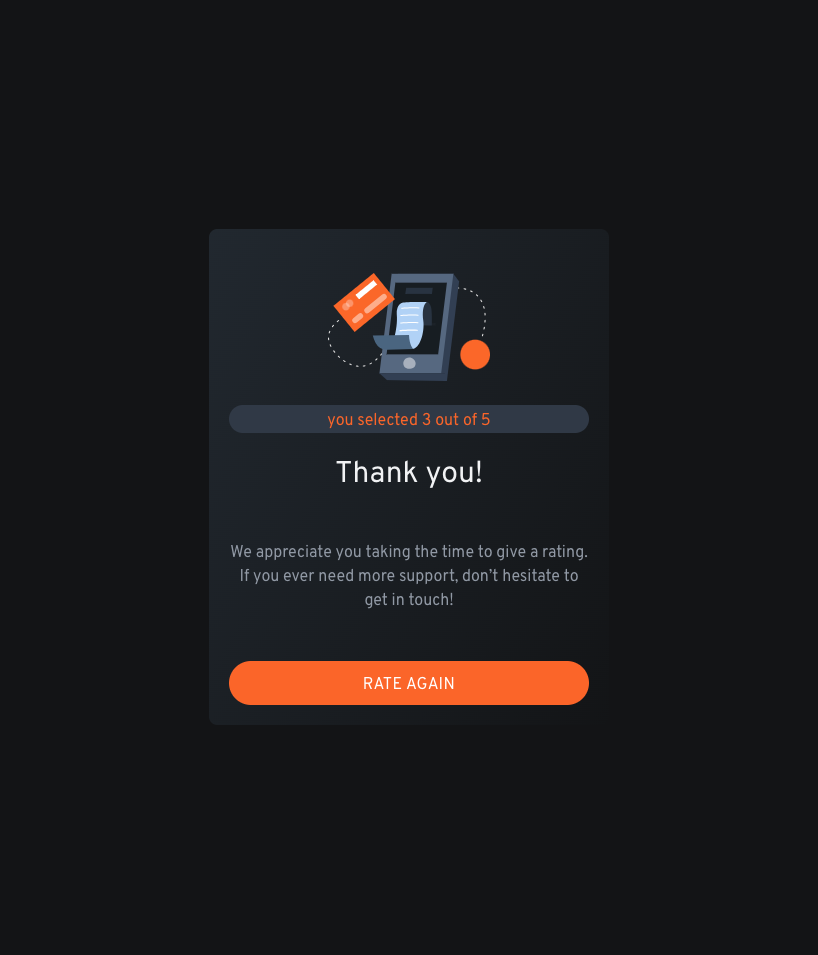 you selected 3 out of 5
Thank you!
We appreciate you taking the time to give a rating.
If you ever need more support, don’t hesitate to
get in touch!
RATE AGAIN